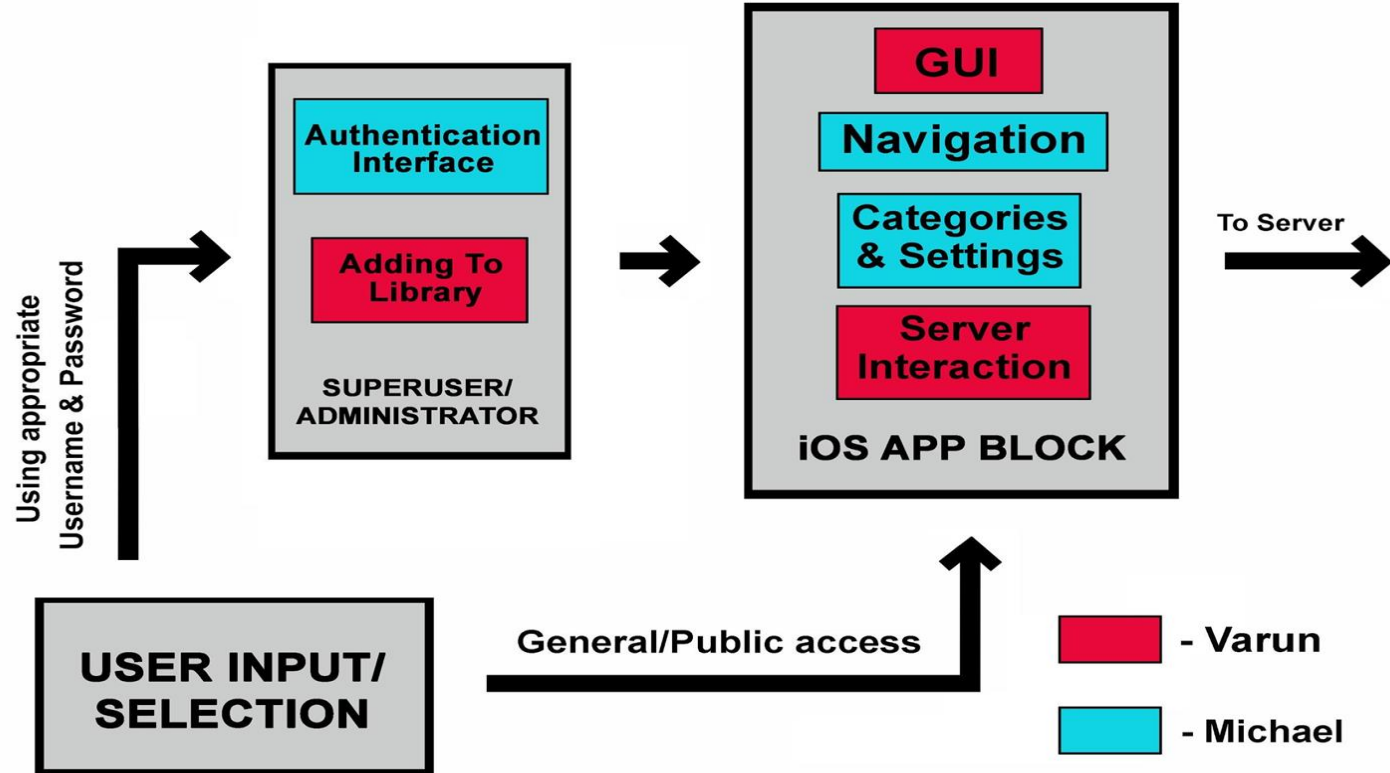 GUI
Navigation
Categories
& Settings
Server
Interaction
iOS APP BLOCK
Authentication
Interface
Adding To
Library
SUPERUSER/
ADMINISTRATOR
To Server
Using appropriate
Username & Password
USER INPUT/
SELECTION
General/Public access
- Varun
- Michael